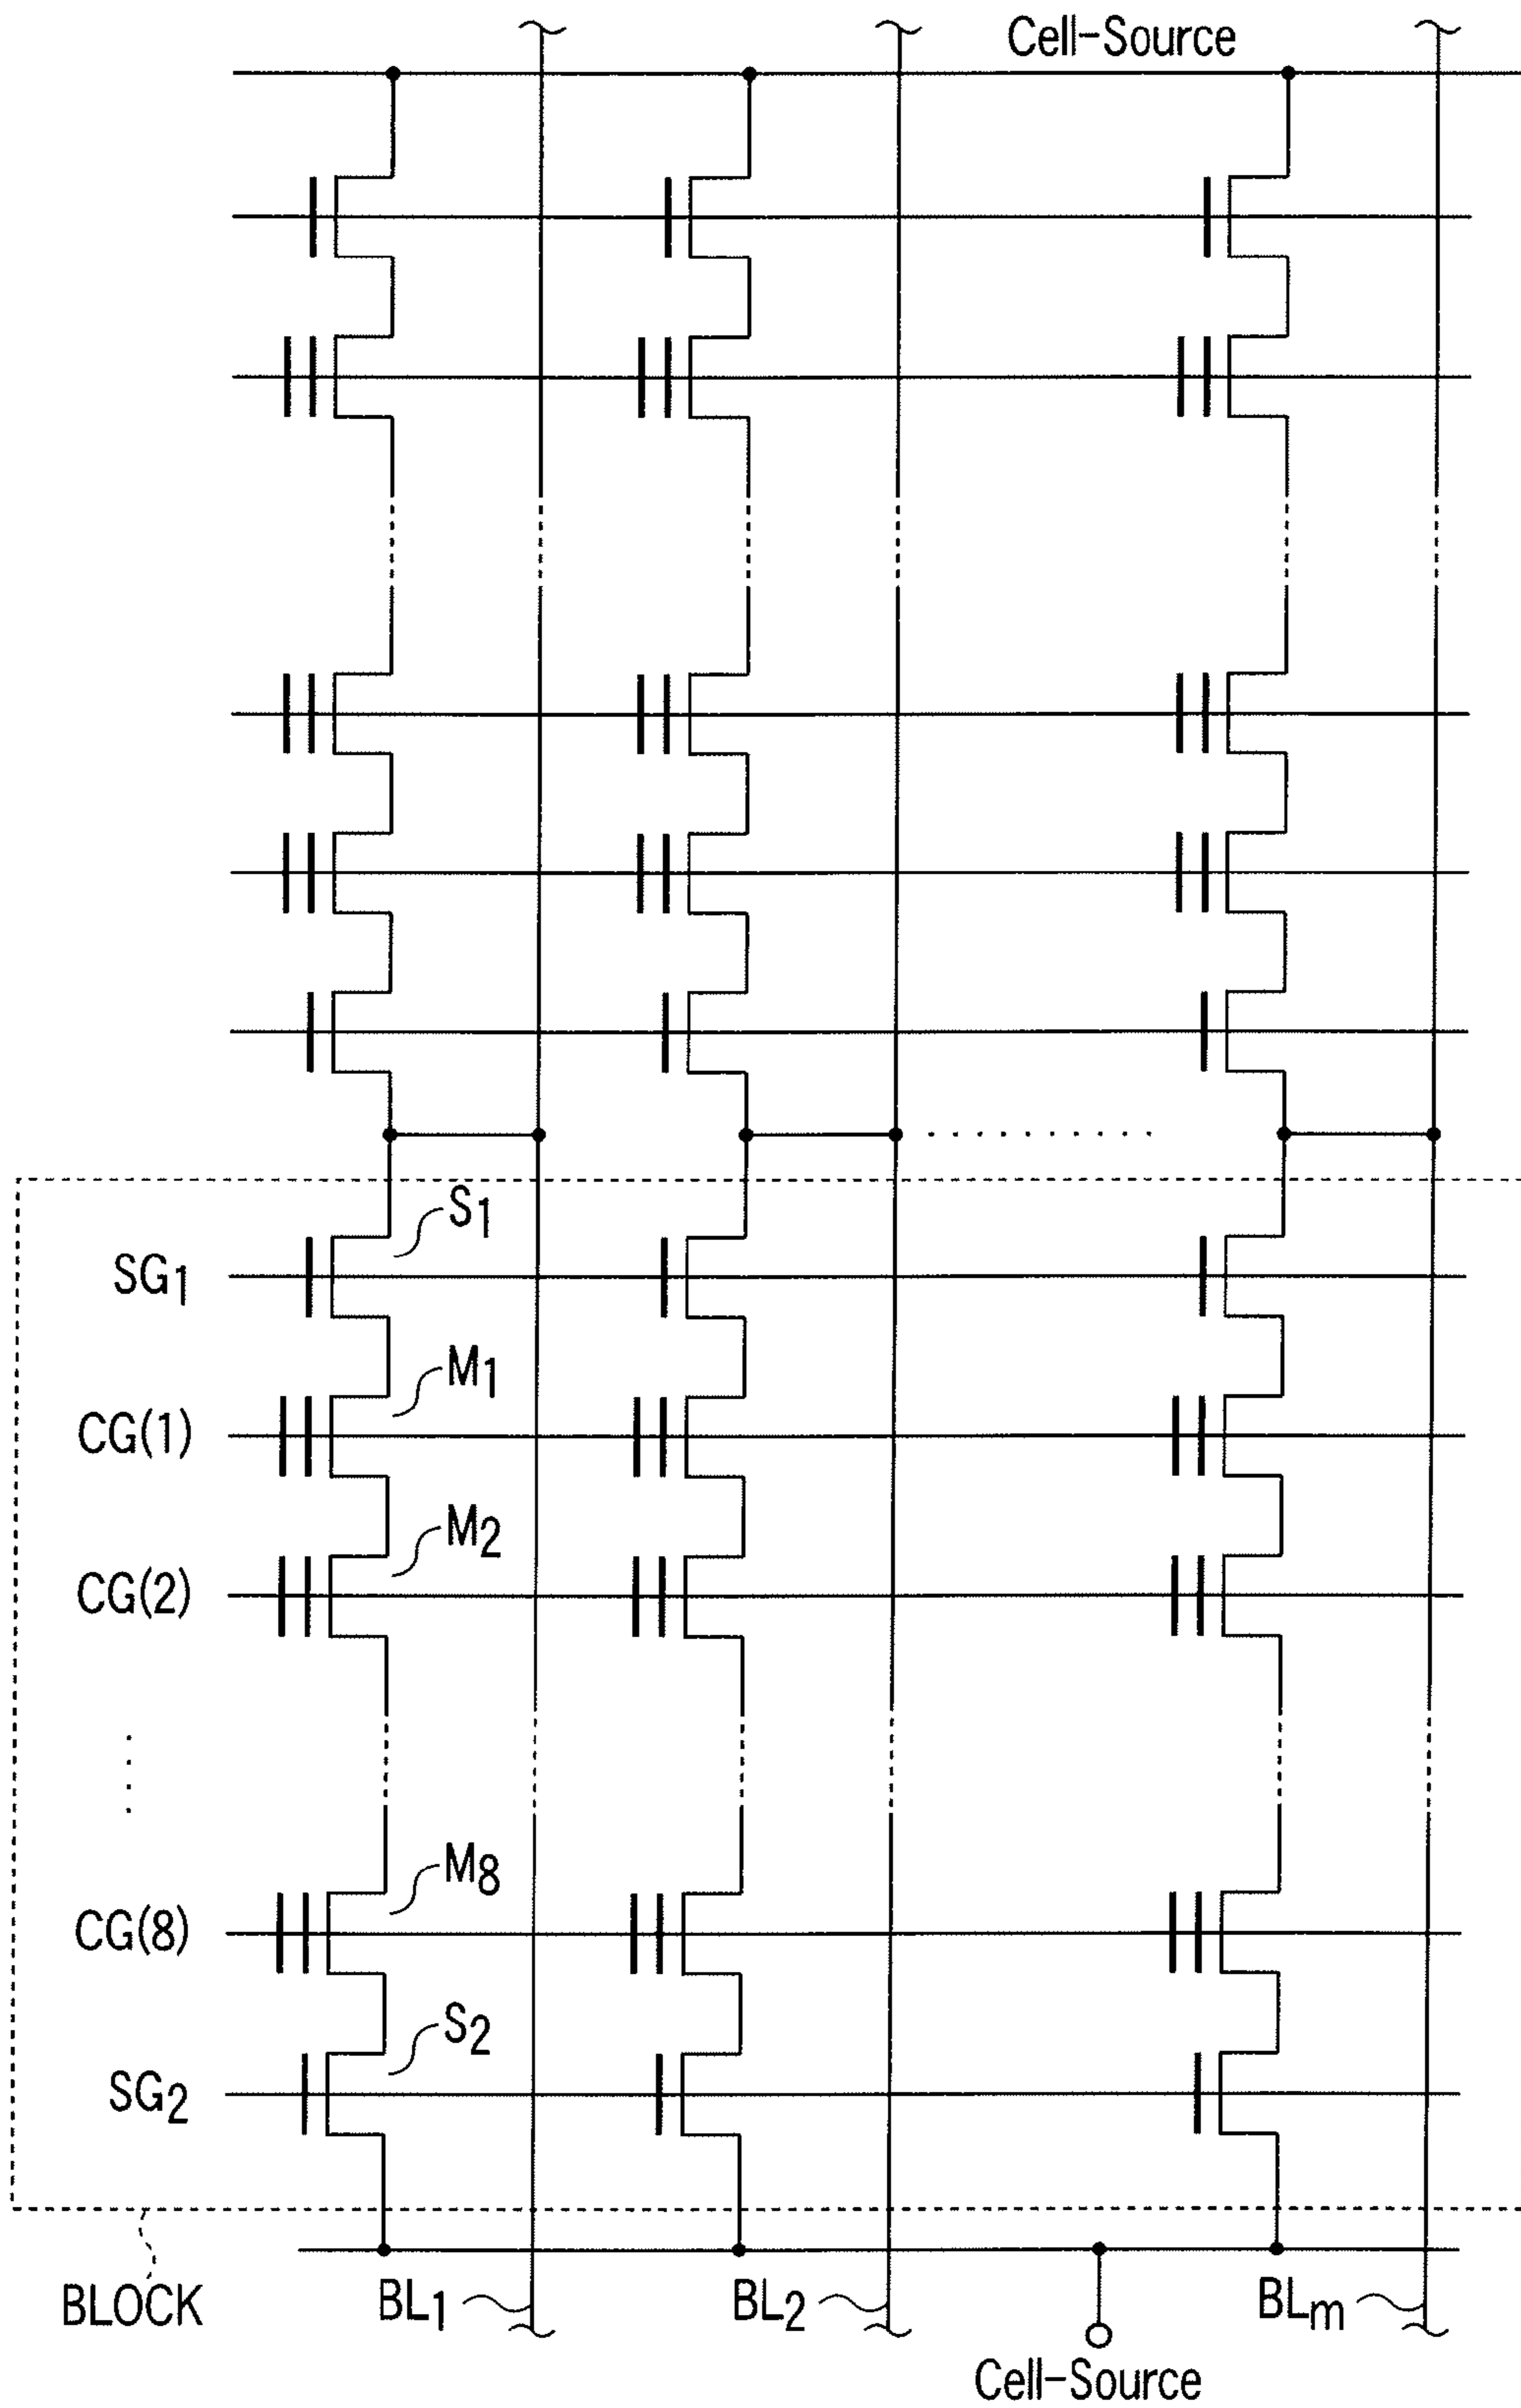 Cell-Source
S1
SG1
M1
CG(1)
M2
CG(2)
M8
CG(8)
S2
SG2
BLOCK
BL1
BL2
BLm
Cell-Source